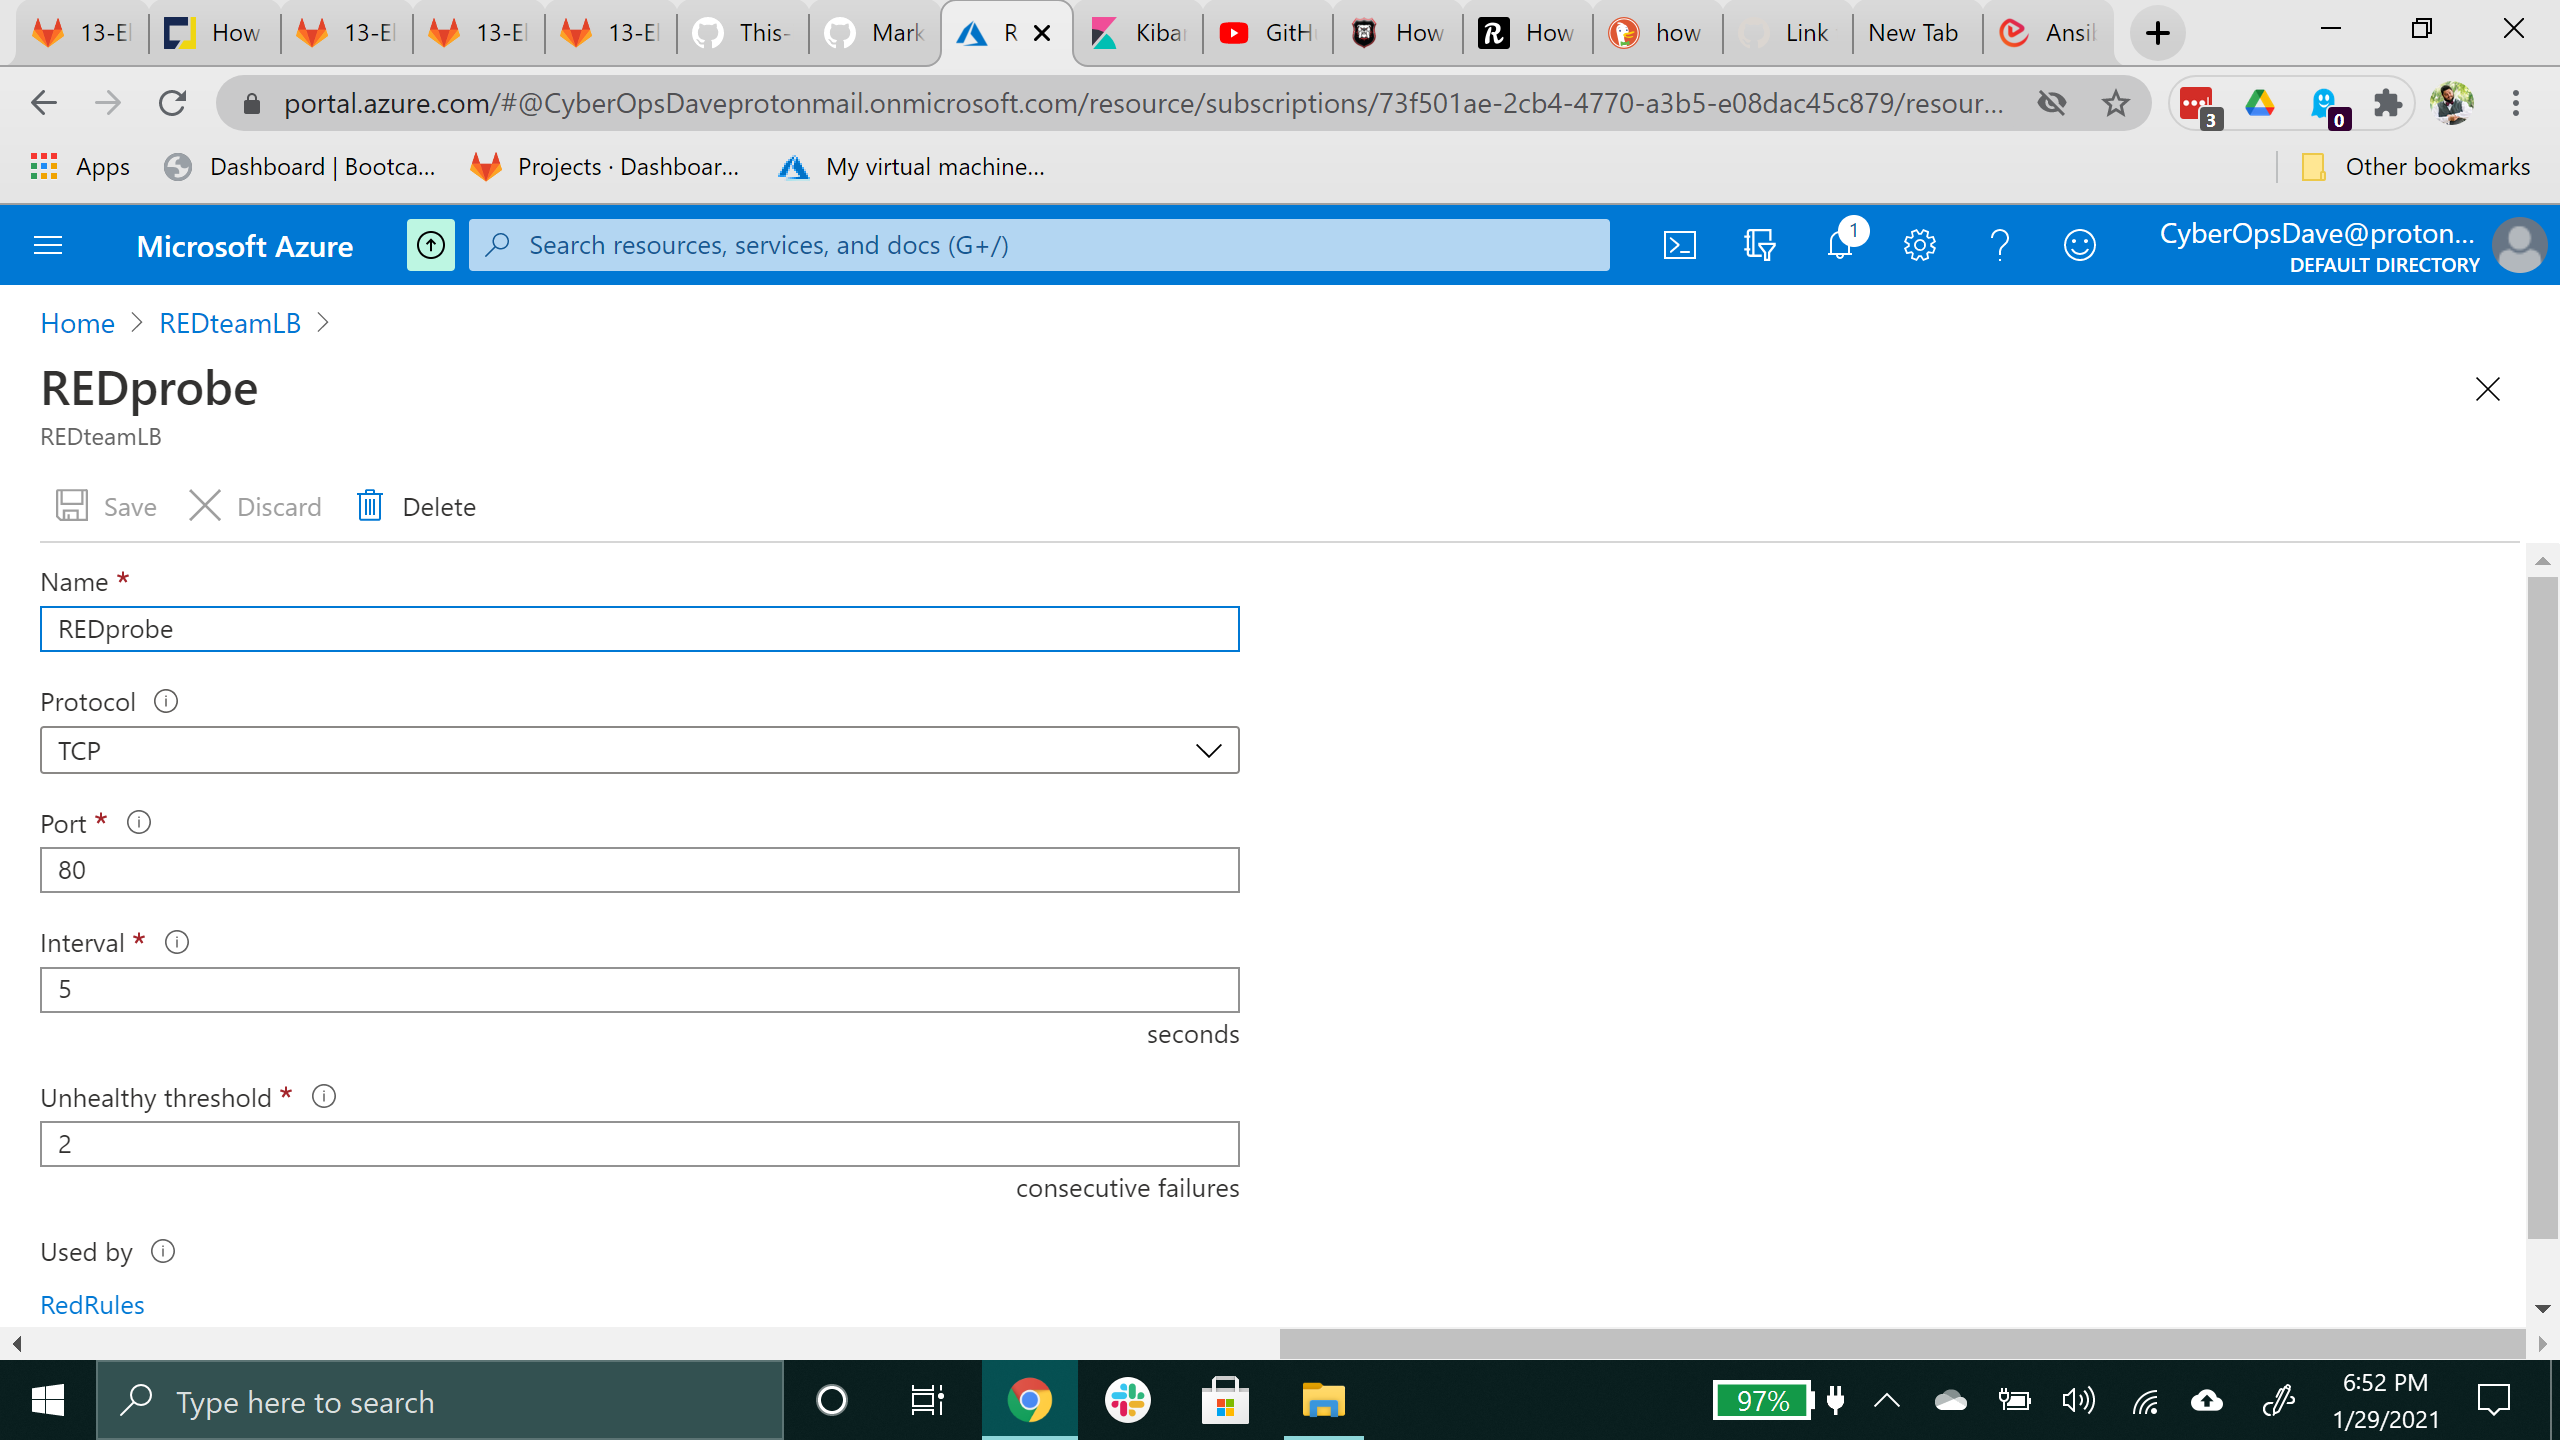 13-El How 13-El 13-El 13-El This- Mark R Kibar GitHu How How how Link New Tab Ansib
portal.azure.com/#@CyberOpsDaveprotonmail.onmicrosoft.com/resource/subscriptions/73f501ae-2cb4-4770-a3b5-e08dac45c879/resour... 3 0
Apps Dashboard | Bootca... Projects · Dashboar... My virtual machine... Other bookmarks
Microsoft Azure Search resources, services, and docs (G+/) 1 CyberOpsDave@proton...
DEFAULT DIRECTORY
Home > REDteamLB >
REDprobe
REDteamLB
Save Discard Delete
Name *
REDprobe
Protocol
TCP
Port *
80
Interval *
5
seconds
Unhealthy threshold *
2
consecutive failures
Used by
RedRules
Type here to search 97% 6:52 PM
1/29/2021